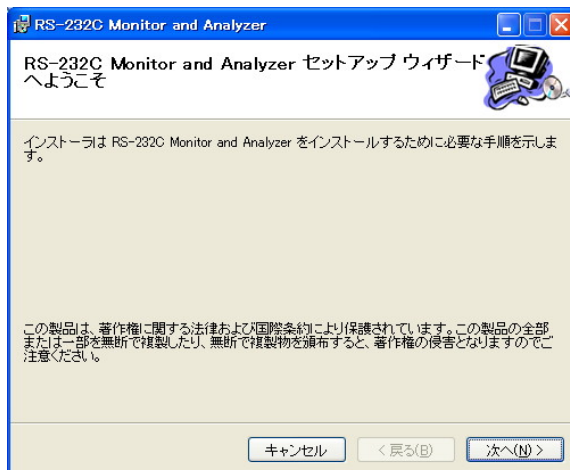 RS-232C Monitor and Analyzer
RS-232C Monitor and Analyzer セットアップ ウィザード
へようこそ
インストーラは RS-232C Monitor and Analyzer をインストールするために必要な手順を示しま
す。
この製品は、著作権に関する法律および国際条約により保護されています。この製品の全部
または一部を無断で複製したり、無断で複製物を頒布すると、著作権の侵害となりますのでご
注意ください。
キャンセル
< 戻る(B)
次へ(N) >